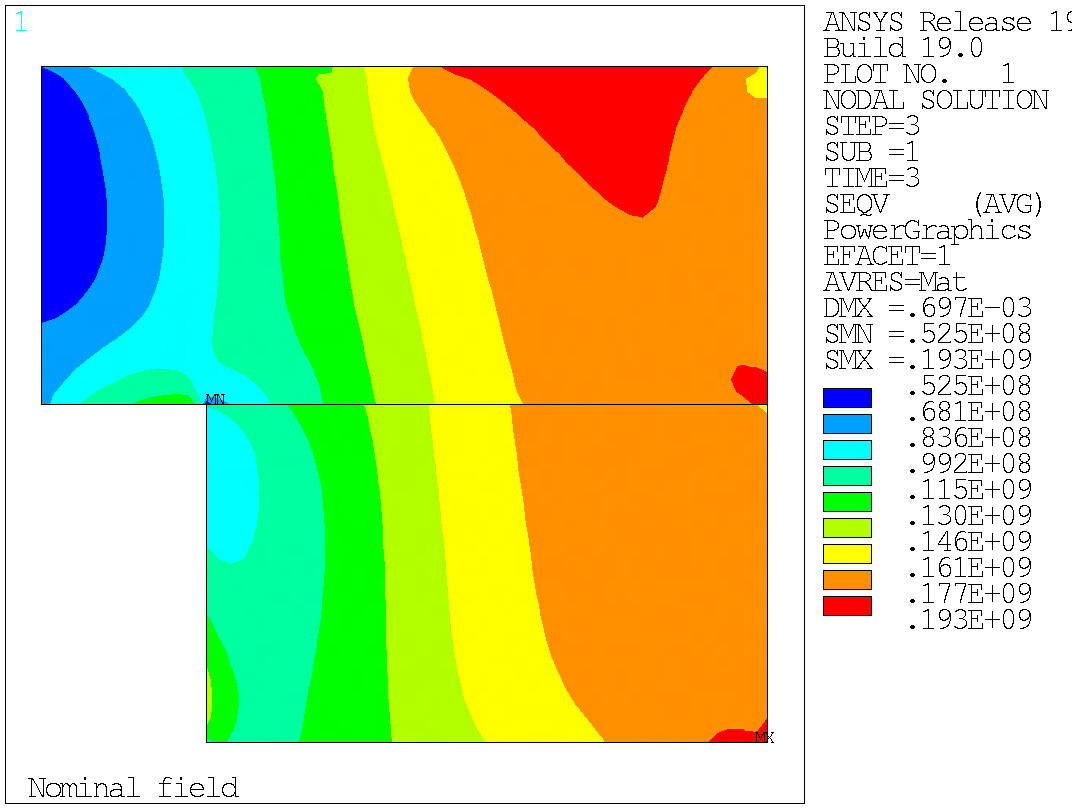 1
ANSYS Release 19
Build 19.0
PLOT NO. 1
NODAL SOLUTION
STEP=3
SUB =1
TIME=3
SEQV (AVG)
PowerGraphics
EFACET=1
AVRES=Mat
DMX =.697E-03
SMN =.525E+08
SMX =.193E+09
.525E+08
.681E+08
.836E+08
.992E+08
.115E+09
.130E+09
.146E+09
.161E+09
.177E+09
.193E+09
MN
MX
Nominal field